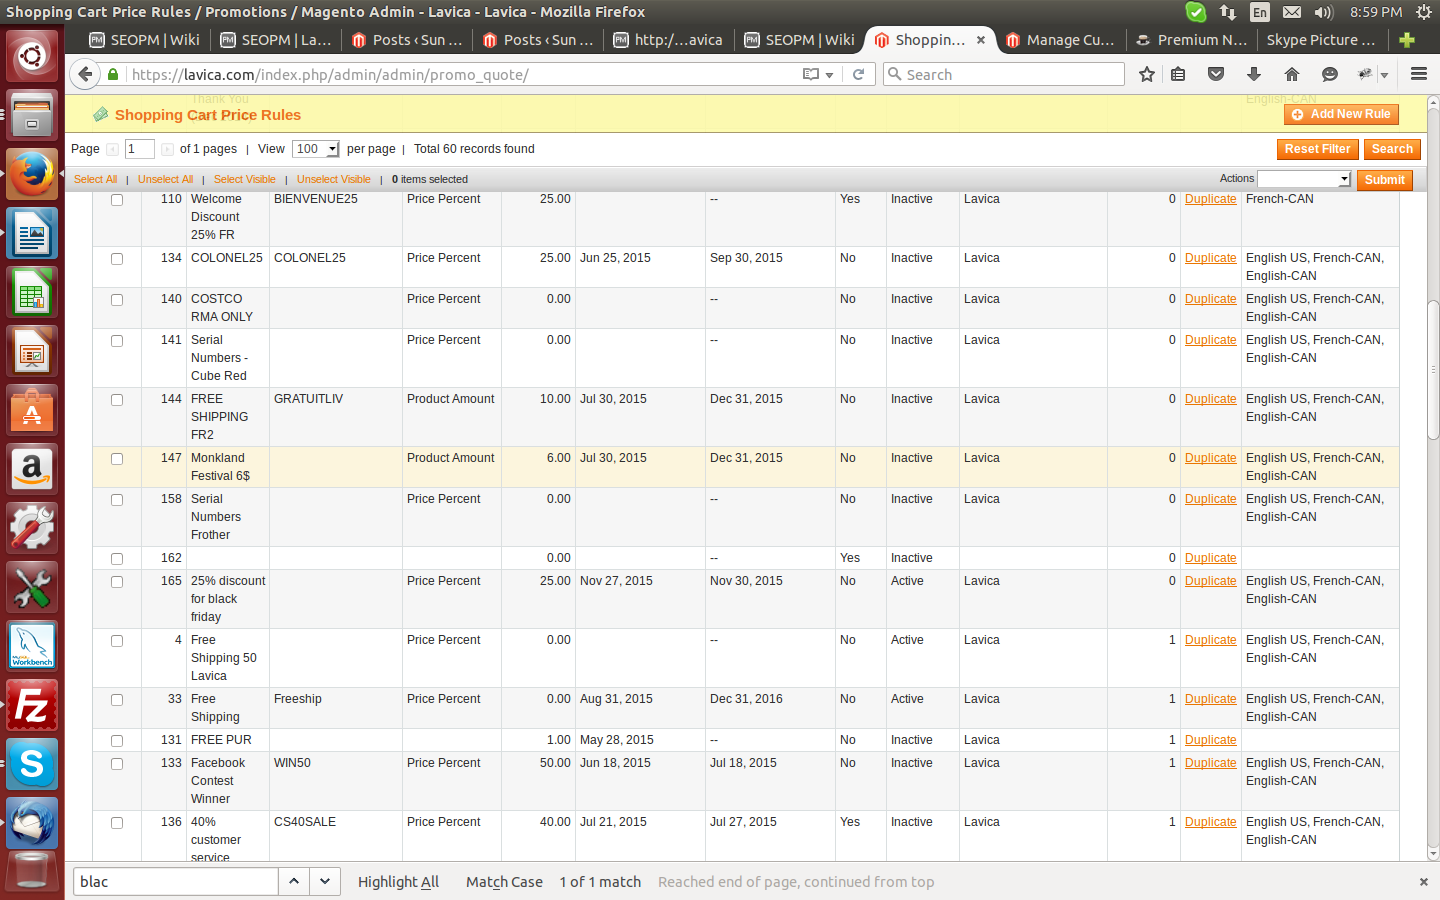 Shopping Cart Price Rules / Promotions / Magento Admin - Lavica - Lavica - Mozilla Firefox
En
8:59 PM
PM SEOPM | Wiki
PM SEOPM | La...
Posts ‹ Sun ...
Posts ‹ Sun ...
PM http:/...avica
PM SEOPM | Wiki
Shoppin... ×
Manage Cu...
Premium N...
Skype Picture ...
https://lavica.com/index.php/admin/admin/promo_quote/
Search
Thank You
English-CAN
Shopping Cart Price Rules
Add New Rule
Page 1 of 1 pages | View 100 per page | Total 60 records found
Reset Filter Search
Select All | Unselect All | Select Visible | Unselect Visible | 0 items selected
Actions Submit
110 Welcome BIENVENUE25 Price Percent 25.00 -- Yes Inactive Lavica 0 Duplicate French-CAN
Discount
25% FR
134 COLONEL25 COLONEL25 Price Percent 25.00 Jun 25, 2015 Sep 30, 2015 No Inactive Lavica 0 Duplicate English US, French-CAN,
English-CAN
140 COSTCO Price Percent 0.00 -- No Inactive Lavica 0 Duplicate English US, French-CAN,
RMA ONLY English-CAN
141 Serial Price Percent 0.00 -- No Inactive Lavica 0 Duplicate English US, French-CAN,
Numbers - English-CAN
Cube Red
144 FREE GRATUITLIV Product Amount 10.00 Jul 30, 2015 Dec 31, 2015 No Inactive Lavica 0 Duplicate English US, French-CAN,
SHIPPING English-CAN
FR2
147 Monkland Product Amount 6.00 Jul 30, 2015 Dec 31, 2015 No Inactive Lavica 0 Duplicate English US, French-CAN,
Festival 6$ English-CAN
158 Serial Price Percent 0.00 -- No Inactive Lavica 0 Duplicate English US, French-CAN,
Numbers English-CAN
Frother
162 0.00 -- Yes Inactive 0 Duplicate
165 25% discount Price Percent 25.00 Nov 27, 2015 Nov 30, 2015 No Active Lavica 0 Duplicate English US, French-CAN,
for black English-CAN
friday
4 Free Price Percent 0.00 -- No Active Lavica 1 Duplicate English US, French-CAN,
Shipping 50 English-CAN
Lavica
33 Free Freeship Price Percent 0.00 Aug 31, 2015 Dec 31, 2016 No Active Lavica 1 Duplicate English US, French-CAN,
Shipping English-CAN
131 FREE PUR 1.00 May 28, 2015 -- No Inactive Lavica 1 Duplicate
133 Facebook WIN50 Price Percent 50.00 Jun 18, 2015 Jul 18, 2015 No Inactive Lavica 1 Duplicate English US, French-CAN,
Contest English-CAN
Winner
136 40% CS40SALE Price Percent 40.00 Jul 21, 2015 Jul 27, 2015 Yes Inactive Lavica 1 Duplicate English US, French-CAN,
customer English-CAN
service
Workbench
blac Highlight All Match Case 1 of 1 match Reached end of page, continued from top ×